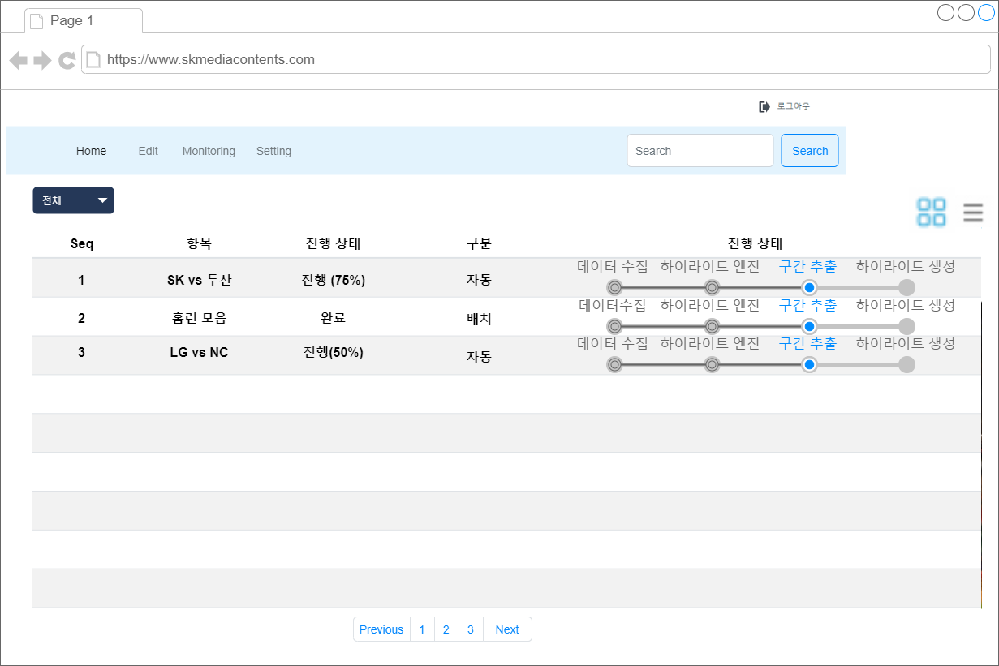 Page 1
https://www.skmediacontents.com
로그아웃
Home Edit Monitoring Setting Search Search
전체
Seq 항목 진행 상태 구분 진행 상태
데이터 수집 하이라이트 엔진 구간 추출 하이라이트 생성
1 SK vs 두산 진행 (75%) 자동
데이터수집 하이라이트 엔진 구간 추출 하이라이트 생성
2 홈런 모음 완료 배치
데이터 수집 하이라이트 엔진 구간 추출 하이라이트 생성
3 LG vs NC 진행(50%) 자동
Previous 1 2 3 Next